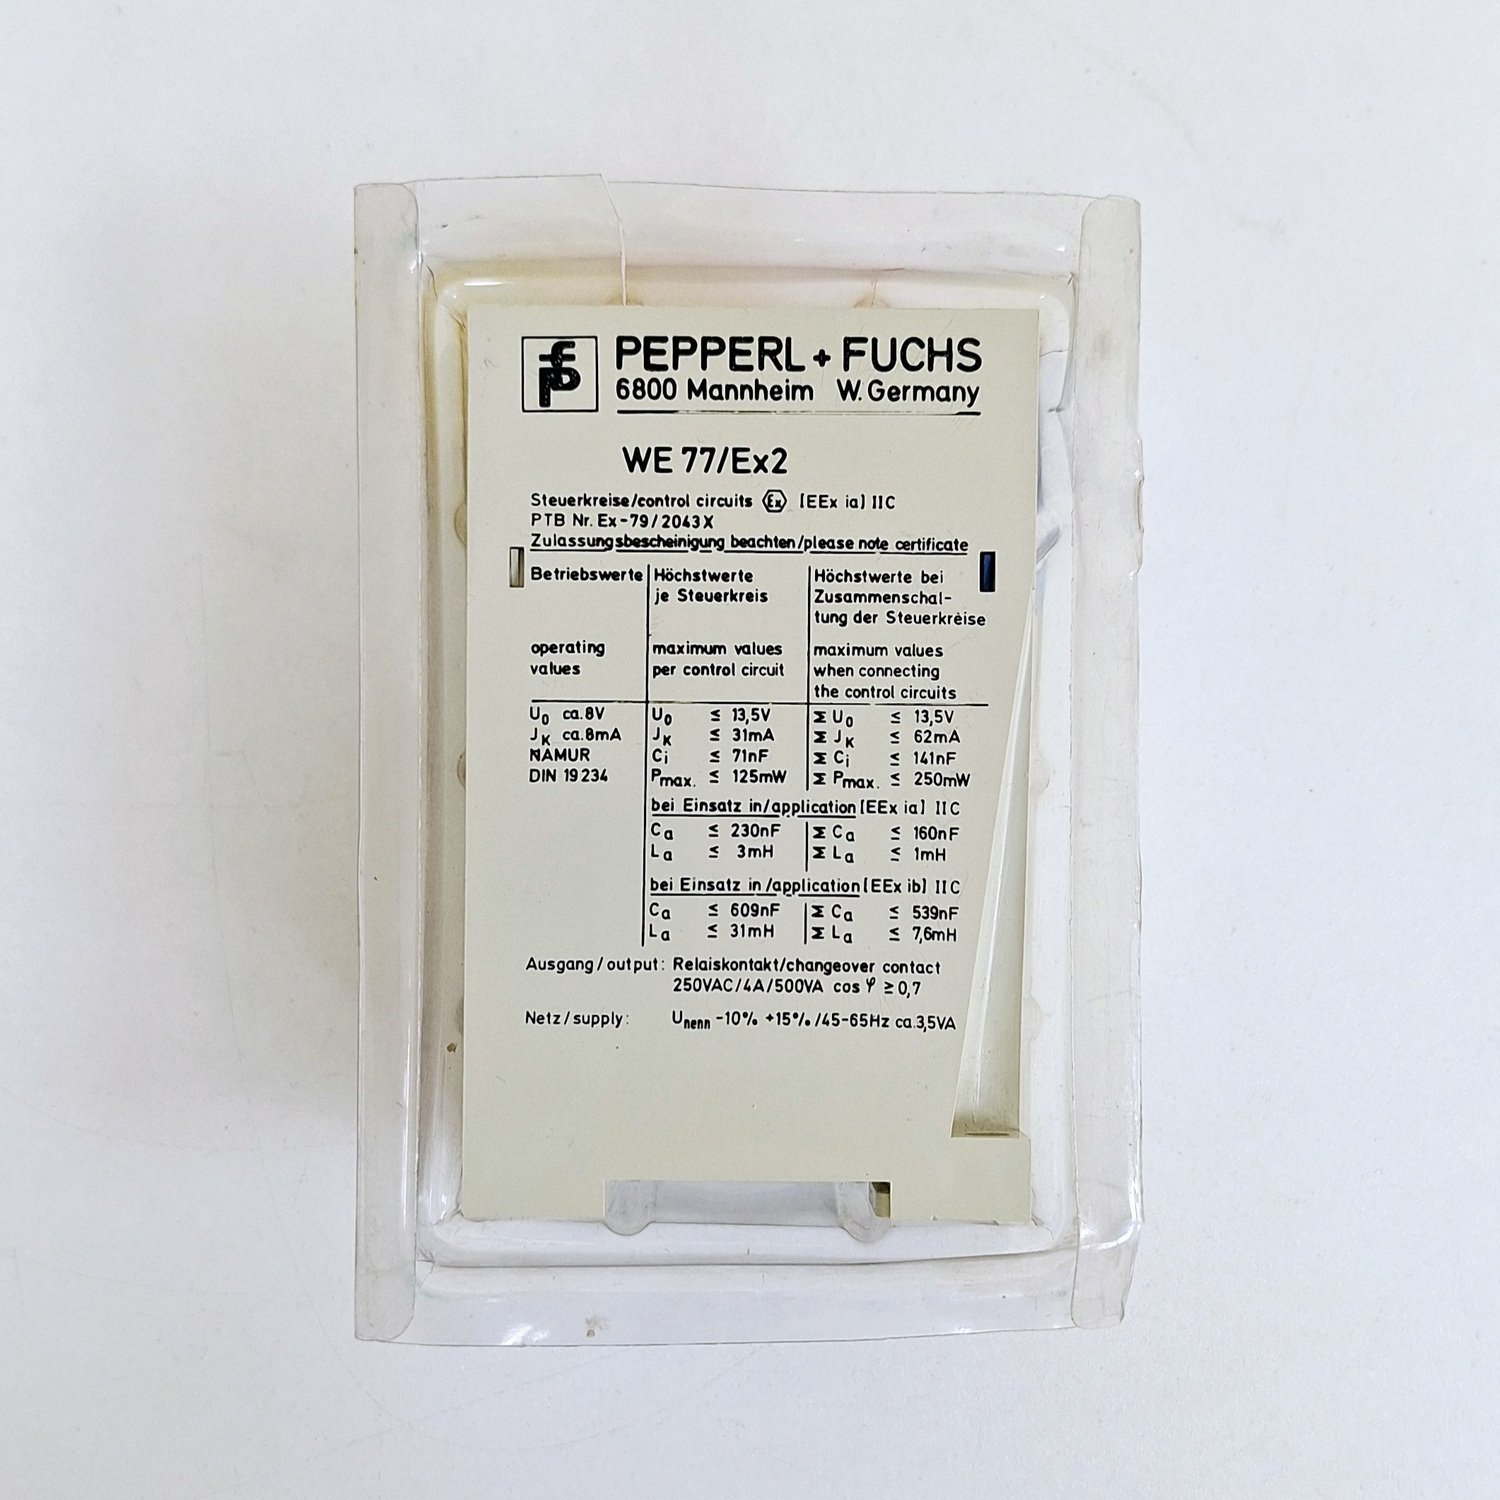 PEPPERL + FUCHS
6800 Mannheim W. Germany
WE 77/Ex2
Steuerkreise/control circuits Ex [EEx ia] IIC
PTB Nr. Ex-79/2043X
Zulassungsbescheinigung beachten/please note certificate
Betriebswerte Höchstwerte Höchstwerte bei
je Steuerkreis Zusammenschal-
tung der Steuerkreise
operating maximum values maximum values
values per control circuit when connecting
the control circuits
U0 ca.8V U0 ≤ 13,5V Σ U0 ≤ 13,5V
JK ca.8mA JK ≤ 31mA Σ JK ≤ 62mA
NAMUR Ci ≤ 71nF Σ Ci ≤ 141nF
DIN 19234 Pmax. ≤ 125mW Σ Pmax. ≤ 250mW
bei Einsatz in/application [EEx ia] IIC
Ca ≤ 230nF Σ Ca ≤ 160nF
La ≤ 3mH Σ La ≤ 1mH
bei Einsatz in/application [EEx ib] IIC
Ca ≤ 609nF Σ Ca ≤ 539nF
La ≤ 31mH Σ La ≤ 7,6mH
Ausgang/output: Relaiskontakt/changeover contact
250VAC/4A/500VA cos φ ≥ 0,7
Netz/supply: Unenn -10% +15%/45-65Hz ca.3,5VA